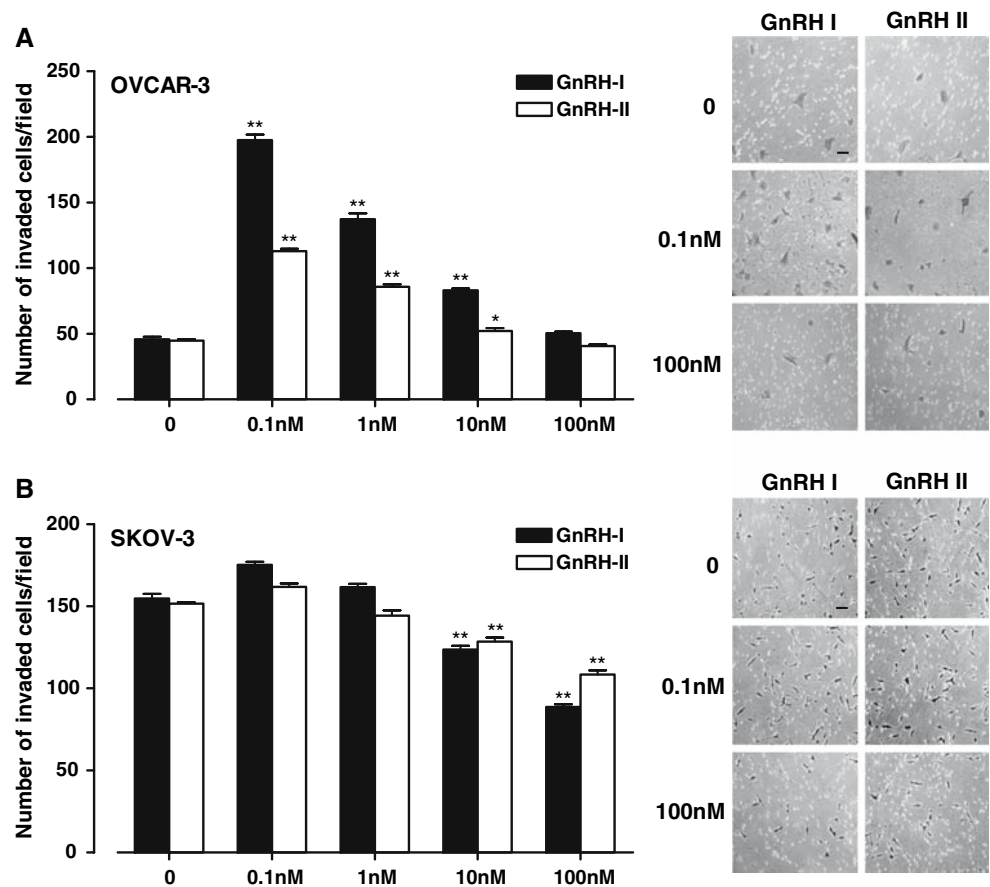 A
OVCAR-3
GnRH-I
GnRH-II
Number of invaded cells/field
250
200
150
100
50
0
**
**
**
**
**
*
0
0.1nM
1nM
10nM
100nM
GnRH I
GnRH II
0
0.1nM
100nM
B
SKOV-3
GnRH-I
GnRH-II
Number of invaded cells/field
200
150
100
50
0
**
**
**
**
0
0.1nM
1nM
10nM
100nM
GnRH I
GnRH II
0
0.1nM
100nM